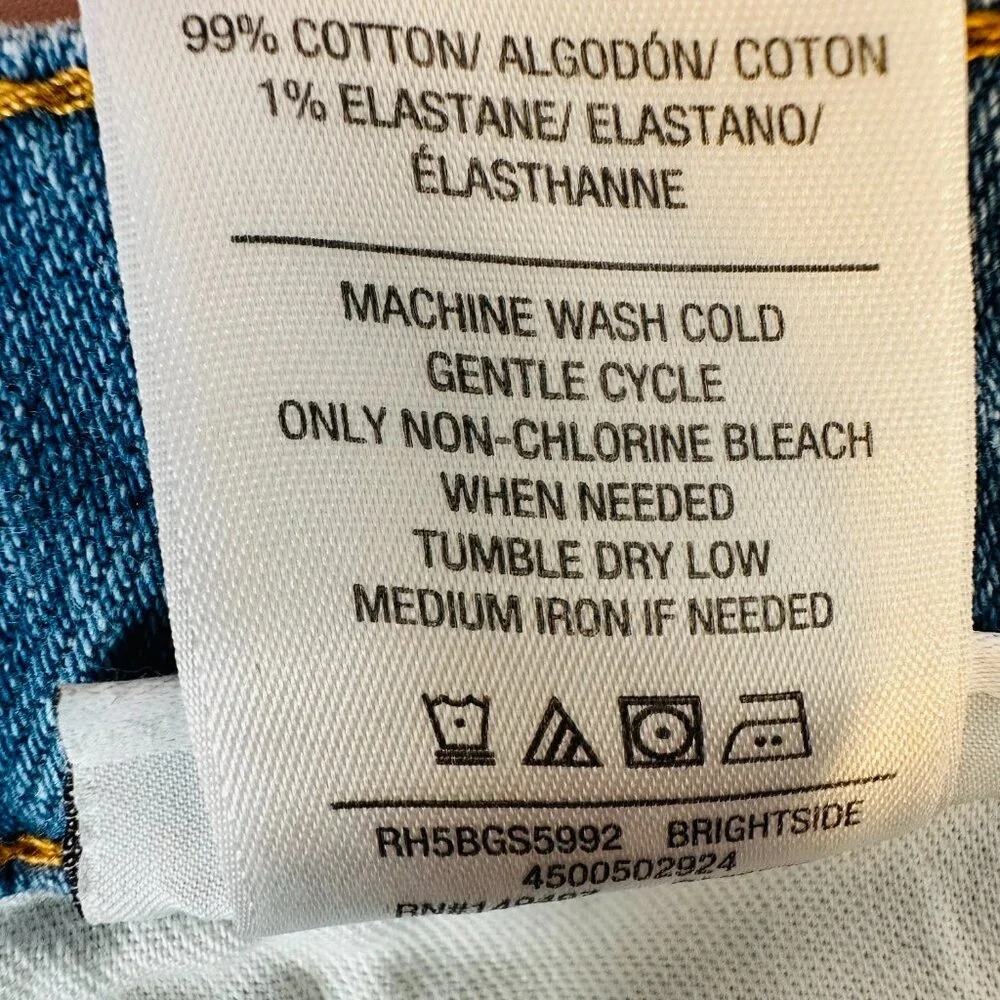 99% COTTON/ ALGODÓN/ COTON
1% ELASTANE/ ELASTANO/
ÉLASTHANNE
MACHINE WASH COLD
GENTLE CYCLE
ONLY NON-CHLORINE BLEACH
WHEN NEEDED
TUMBLE DRY LOW
MEDIUM IRON IF NEEDED
RH5BGS5992 BRIGHTSIDE
4500502924